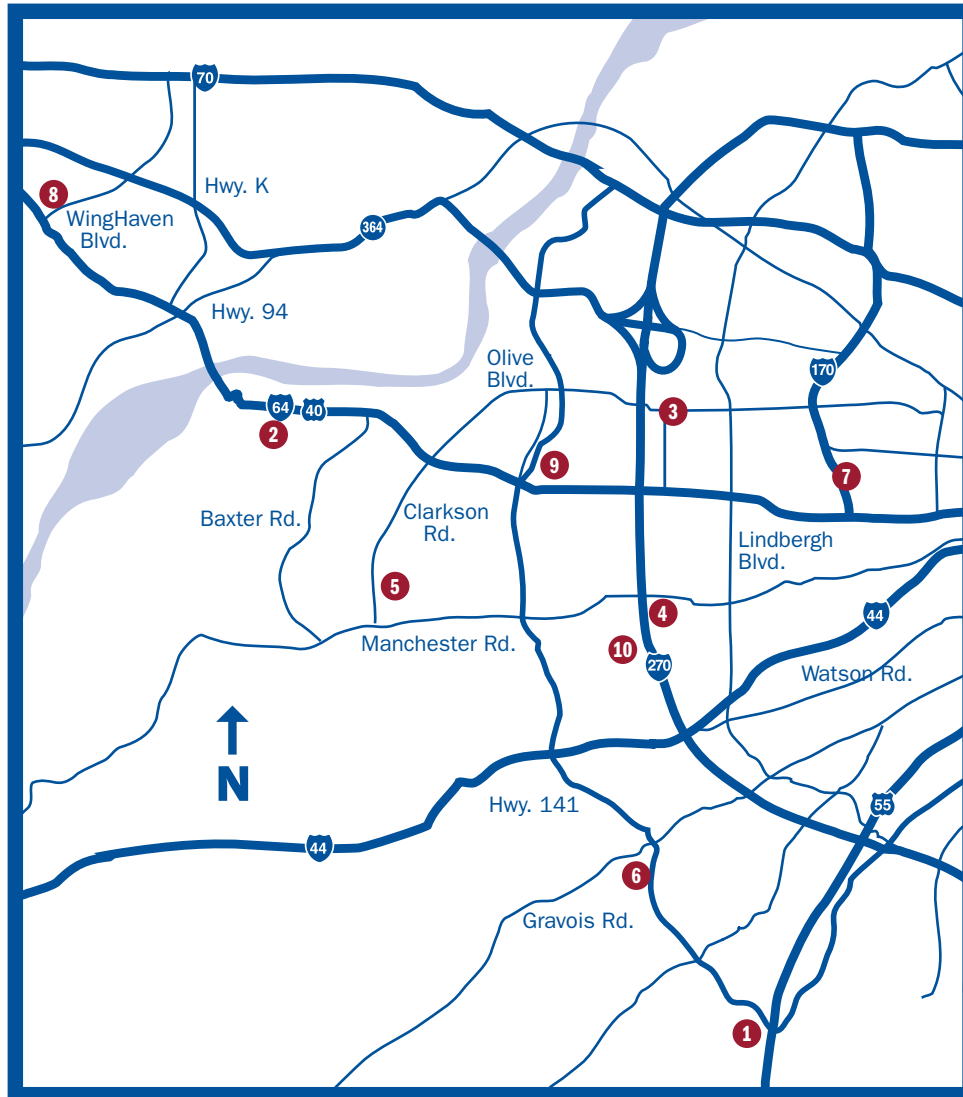 70
8
Hwy. K
WingHaven
Blvd.
364
Hwy. 94
Olive
Blvd.
170
64
40
3
2
9
7
Baxter Rd.
Clarkson
Rd.
Lindbergh
Blvd.
5
4
44
Manchester Rd.
10
270
Watson Rd.
N
Hwy. 141
55
44
6
Gravois Rd.
1